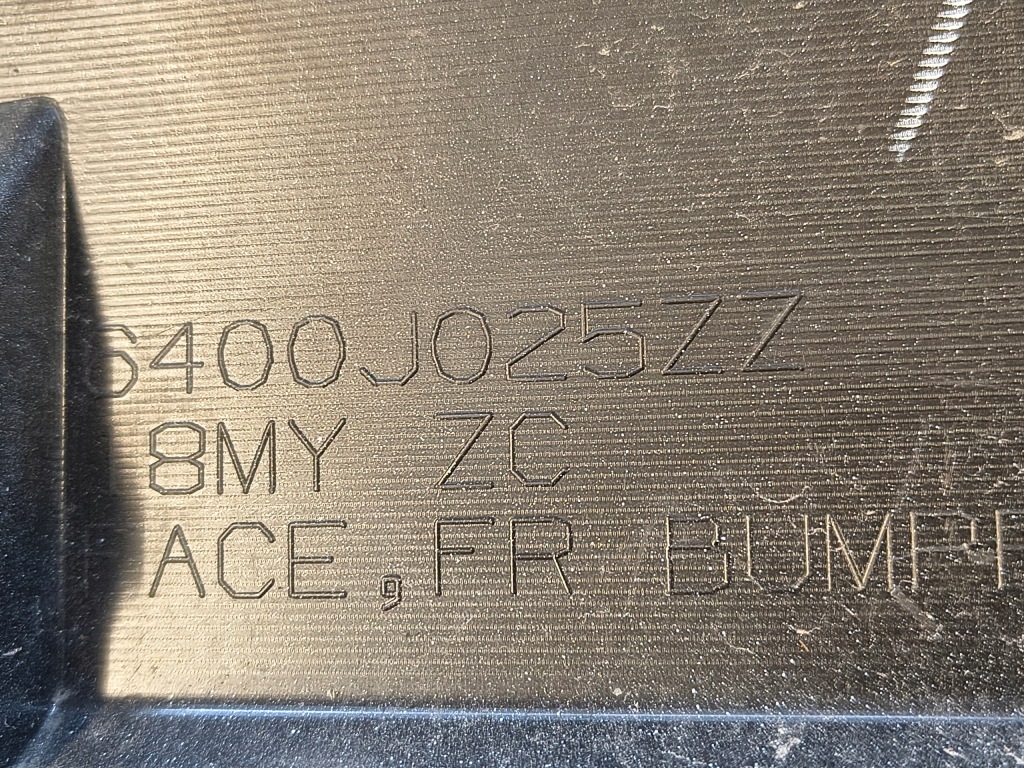 6400J025ZZ
8MY ZC
ACE,FR BUMP